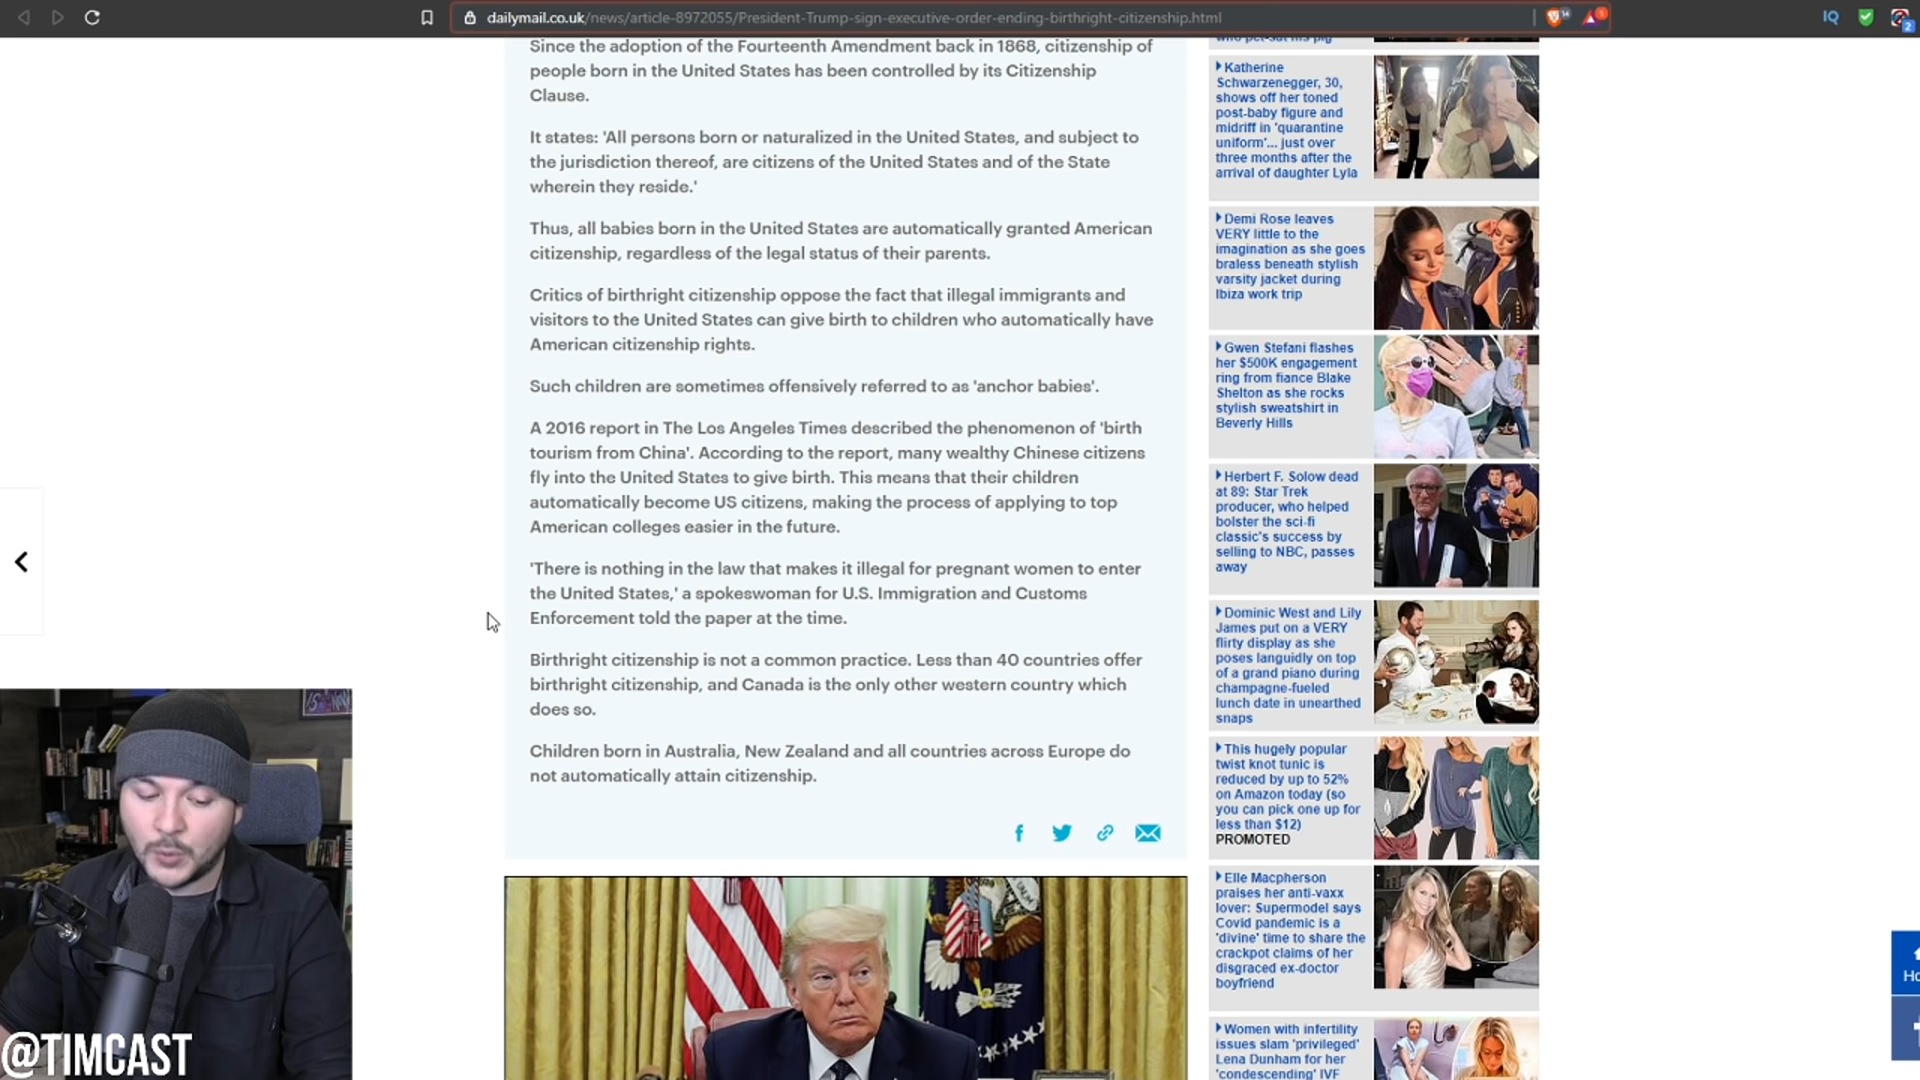 dailymail.co.uk/news/article-8972055/President-Trump-sign-executive-order-ending-birthright-citizenship.html
IQ
Since the adoption of the Fourteenth Amendment back in 1868, citizenship of
people born in the United States has been controlled by its Citizenship
Clause.
It states: 'All persons born or naturalized in the United States, and subject to
the jurisdiction thereof, are citizens of the United States and of the State
wherein they reside.'
Thus, all babies born in the United States are automatically granted American
citizenship, regardless of the legal status of their parents.
Critics of birthright citizenship oppose the fact that illegal immigrants and
visitors to the United States can give birth to children who automatically have
American citizenship rights.
Such children are sometimes offensively referred to as 'anchor babies'.
A 2016 report in The Los Angeles Times described the phenomenon of 'birth
tourism from China'. According to the report, many wealthy Chinese citizens
fly into the United States to give birth. This means that their children
automatically become US citizens, making the process of applying to top
American colleges easier in the future.
'There is nothing in the law that makes it illegal for pregnant women to enter
the United States,' a spokeswoman for U.S. Immigration and Customs
Enforcement told the paper at the time.
Birthright citizenship is not a common practice. Less than 40 countries offer
birthright citizenship, and Canada is the only other western country which
does so.
Children born in Australia, New Zealand and all countries across Europe do
not automatically attain citizenship.
who pet-sat his pig
Katherine
Schwarzenegger, 30,
shows off her toned
post-baby figure and
midriff in 'quarantine
uniform'... just over
three months after the
arrival of daughter Lyla
Demi Rose leaves
VERY little to the
imagination as she goes
braless beneath stylish
varsity jacket during
Ibiza work trip
Gwen Stefani flashes
her $500K engagement
ring from fiance Blake
Shelton as she rocks
stylish sweatshirt in
Beverly Hills
Herbert F. Solow dead
at 89: Star Trek
producer, who helped
bolster the sci-fi
classic's success by
selling to NBC, passes
away
Dominic West and Lily
James put on a VERY
flirty display as she
poses languidly on top
of a grand piano during
champagne-fueled
lunch date in unearthed
snaps
This hugely popular
twist knot tunic is
reduced by up to 52%
on Amazon today (so
you can pick one up for
less than $12)
PROMOTED
Elle Macpherson
praises her anti-vaxx
lover: Supermodel says
Covid pandemic is a
'divine' time to share the
crackpot claims of her
disgraced ex-doctor
boyfriend
Women with infertility
issues slam 'privileged'
Lena Dunham for her
'condescending' IVF
Ho
@TIMCAST